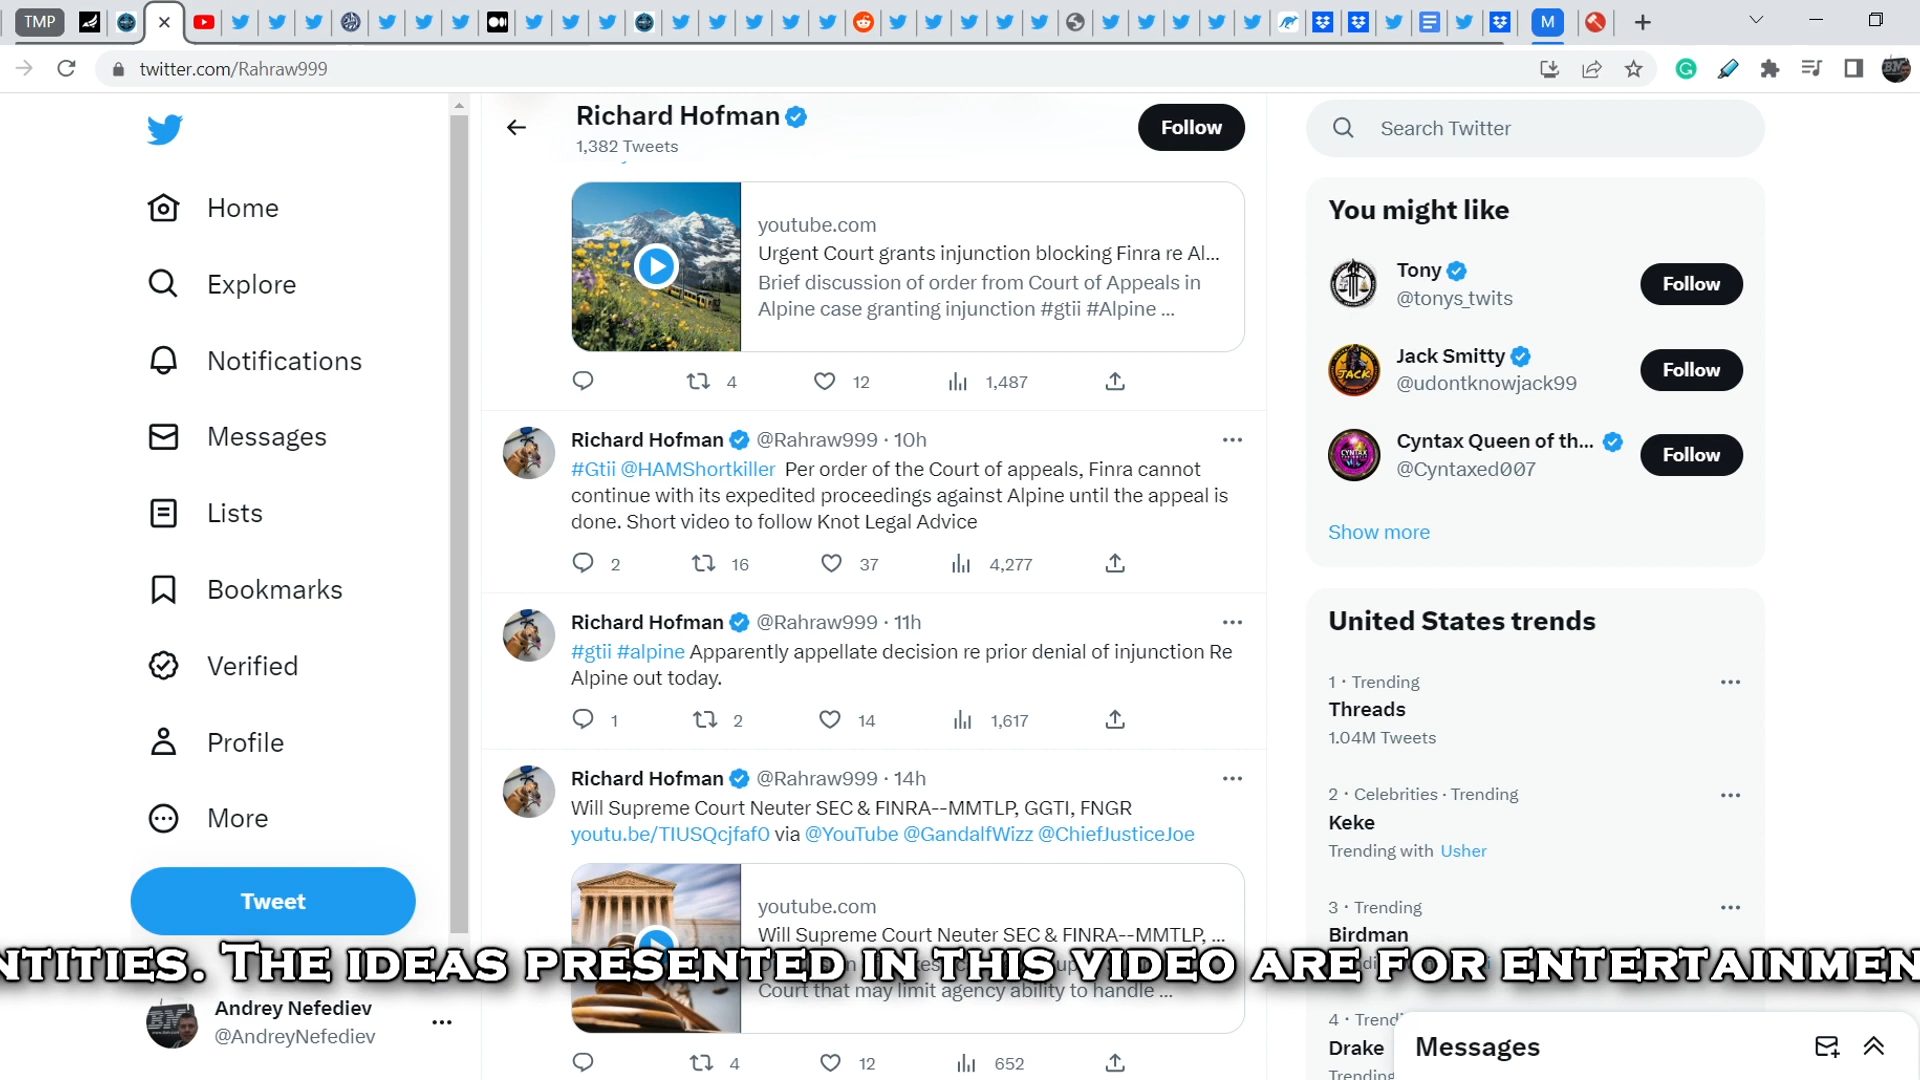 TMP
M
twitter.com/Rahraw999
Home
Explore
Notifications
Messages
Lists
Bookmarks
Verified
Profile
More
Tweet
Andrey Nefediev
@AndreyNefediev
Richard Hofman
1,382 Tweets
Follow
youtube.com
Urgent Court grants injunction blocking Finra re Al...
Brief discussion of order from Court of Appeals in
Alpine case granting injunction #gtii #Alpine ...
4 12 1,487
Richard Hofman @Rahraw999 · 10h
#Gtii @HAMShortkiller Per order of the Court of appeals, Finra cannot
continue with its expedited proceedings against Alpine until the appeal is
done. Short video to follow Knot Legal Advice
2 16 37 4,277
Richard Hofman @Rahraw999 · 11h
#gtii #alpine Apparently appellate decision re prior denial of injunction Re
Alpine out today.
1 2 14 1,617
Richard Hofman @Rahraw999 · 14h
Will Supreme Court Neuter SEC & FINRA--MMTLP, GGTI, FNGR
youtu.be/TIUSQcjfaf0 via @YouTube @GandalfWizz @ChiefJusticeJoe
youtube.com
Will Supreme Court Neuter SEC & FINRA--MMTLP, ...
Court that may limit agency ability to handle ...
4 12 652
NTITIES. THE IDEAS PRESENTED IN THIS VIDEO ARE FOR ENTERTAINMEN
Search Twitter
You might like
Tony
@tonys_twits
Follow
JACK
Jack Smitty
@udontknowjack99
Follow
CYNTAX
Cyntax Queen of th...
@Cyntaxed007
Follow
Show more
United States trends
1 · Trending
Threads
1.04M Tweets
2 · Celebrities · Trending
Keke
Trending with Usher
3 · Trending
Birdman
4 · Trendi
Drake
Trending
Messages